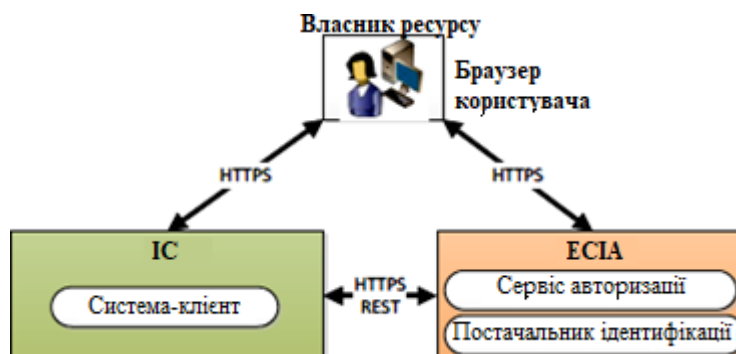 Власник ресурсу
Браузер
користувача
HTTPS
HTTPS
ІС
ЕСІА
HTTPS
REST
Система-клієнт
Сервіс авторизації
Постачальник ідентифікації